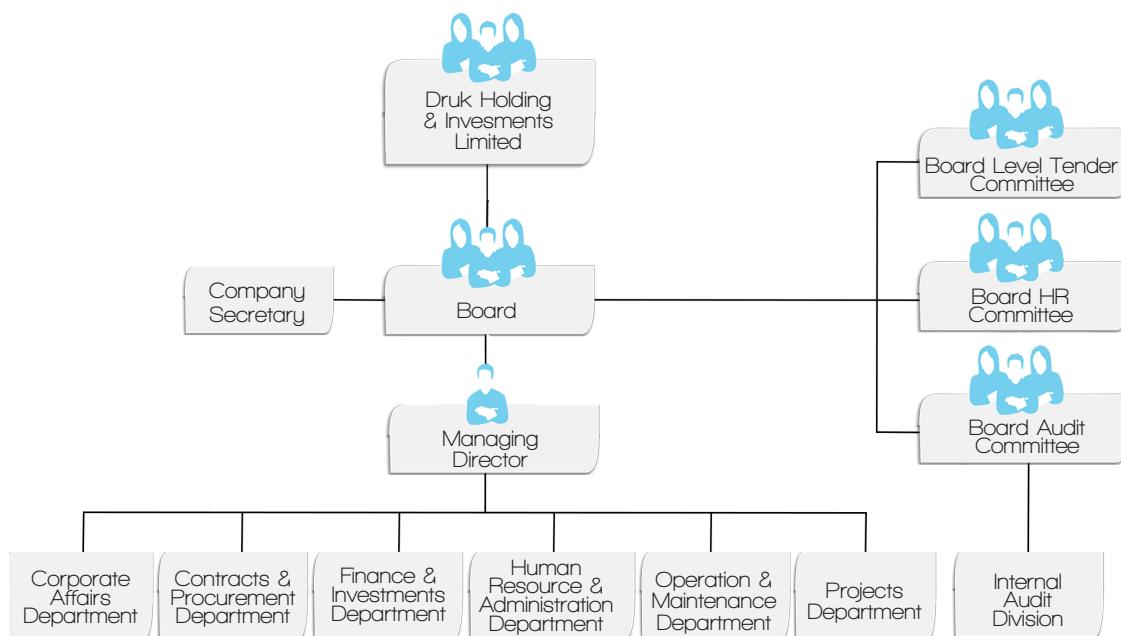 Druk Holding
& Invesments
Limited
Board Level Tender
Committee
Company
Secretary
Board
Board HR
Committee
Managing
Director
Board Audit
Committee
Corporate
Affairs
Department
Contracts &
Procurement
Department
Finance &
Investments
Department
Human
Resource &
Administration
Department
Operation &
Maintenance
Department
Projects
Department
Internal
Audit
Division